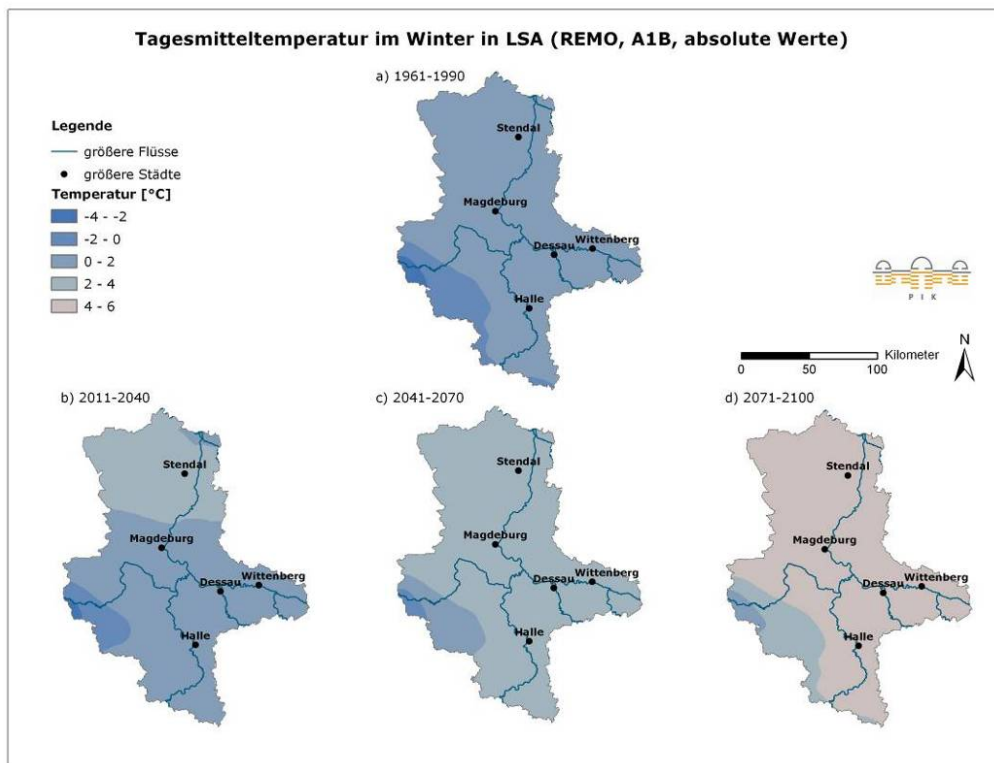 Tagesmitteltemperatur im Winter in LSA (REMO, A1B, absolute Werte)
a) 1961-1990
Legende
größere Flüsse
größere Städte
Temperatur [°C]
-4 - -2
-2 - 0
0 - 2
2 - 4
4 - 6
Stendal
Magdeburg
Dessau
Wittenberg
Halle
P I K
N
Kilometer
0 50 100
b) 2011-2040
Stendal
Magdeburg
Dessau
Wittenberg
Halle
c) 2041-2070
Stendal
Magdeburg
Dessau
Wittenberg
Halle
d) 2071-2100
Stendal
Magdeburg
Dessau
Wittenberg
Halle